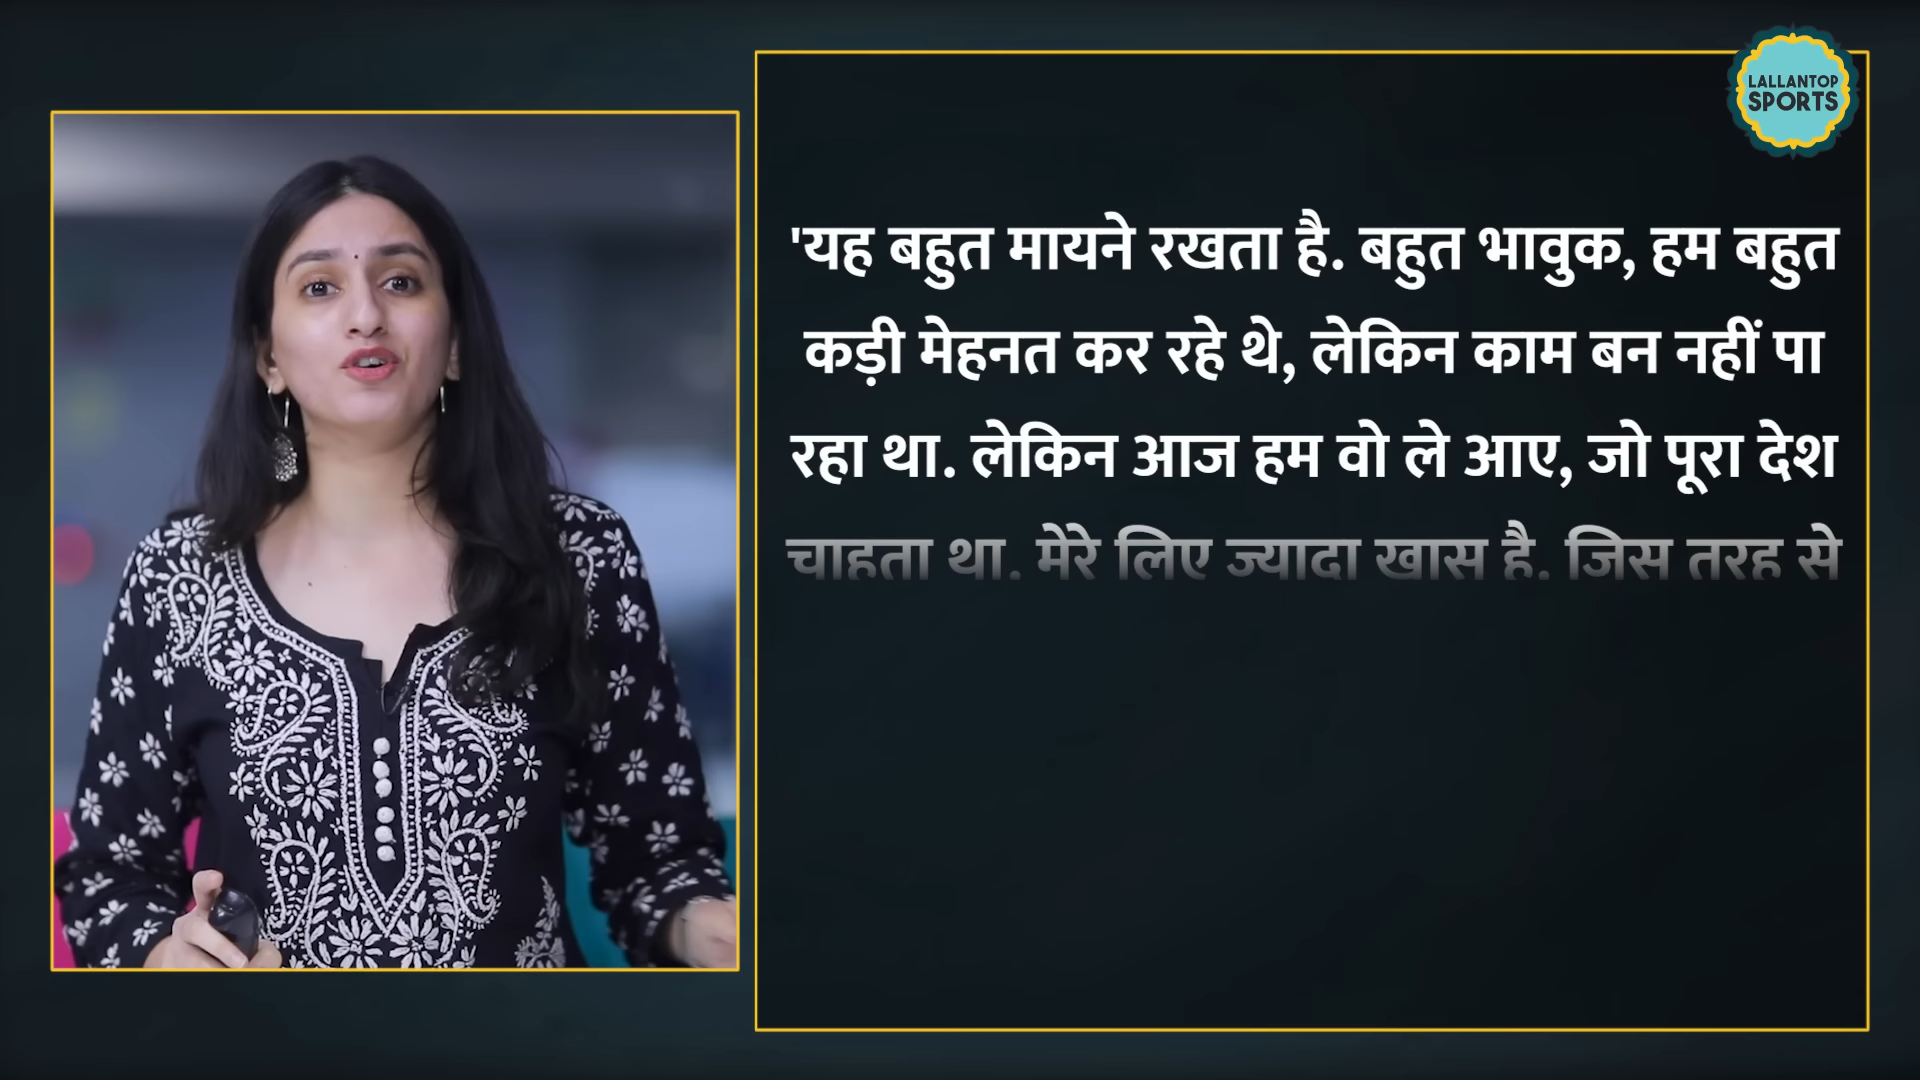 LALLANTOP
SPORTS
'यह बहुत मायने रखता है. बहुत भावुक, हम बहुत
कड़ी मेहनत कर रहे थे, लेकिन काम बन नहीं पा
रहा था. लेकिन आज हम वो ले आए, जो पूरा देश
चाहता था. मेरे लिए ज्यादा खास है. जिस तरह से